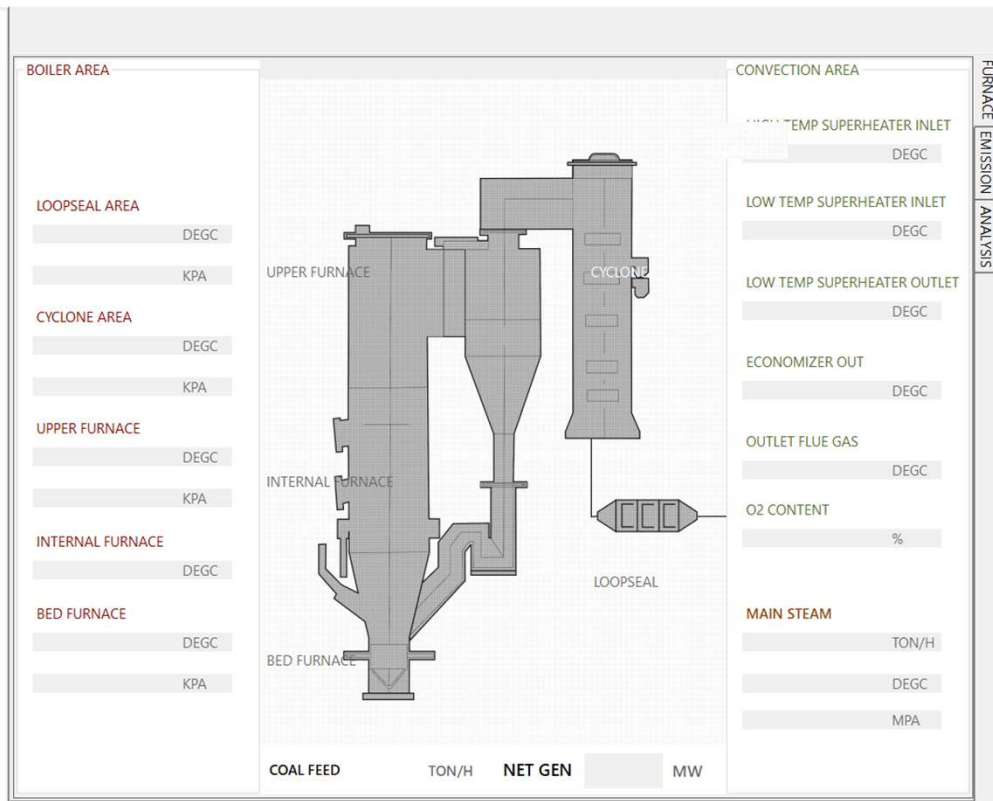 BOILER AREA
LOOPSEAL AREA
DEGC
KPA
CYCLONE AREA
DEGC
KPA
UPPER FURNACE
DEGC
KPA
INTERNAL FURNACE
DEGC
BED FURNACE
DEGC
KPA
UPPER FURNACE
CYCLONE
INTERNAL FURNACE
LOOPSEAL
BED FURNACE
COAL FEED
TON/H
NET GEN
MW
CONVECTION AREA
HIGH TEMP SUPERHEATER INLET
DEGC
LOW TEMP SUPERHEATER INLET
DEGC
LOW TEMP SUPERHEATER OUTLET
DEGC
ECONOMIZER OUT
DEGC
OUTLET FLUE GAS
DEGC
O2 CONTENT
%
MAIN STEAM
TON/H
DEGC
MPA
FURNACE
EMISSION
ANALYSIS